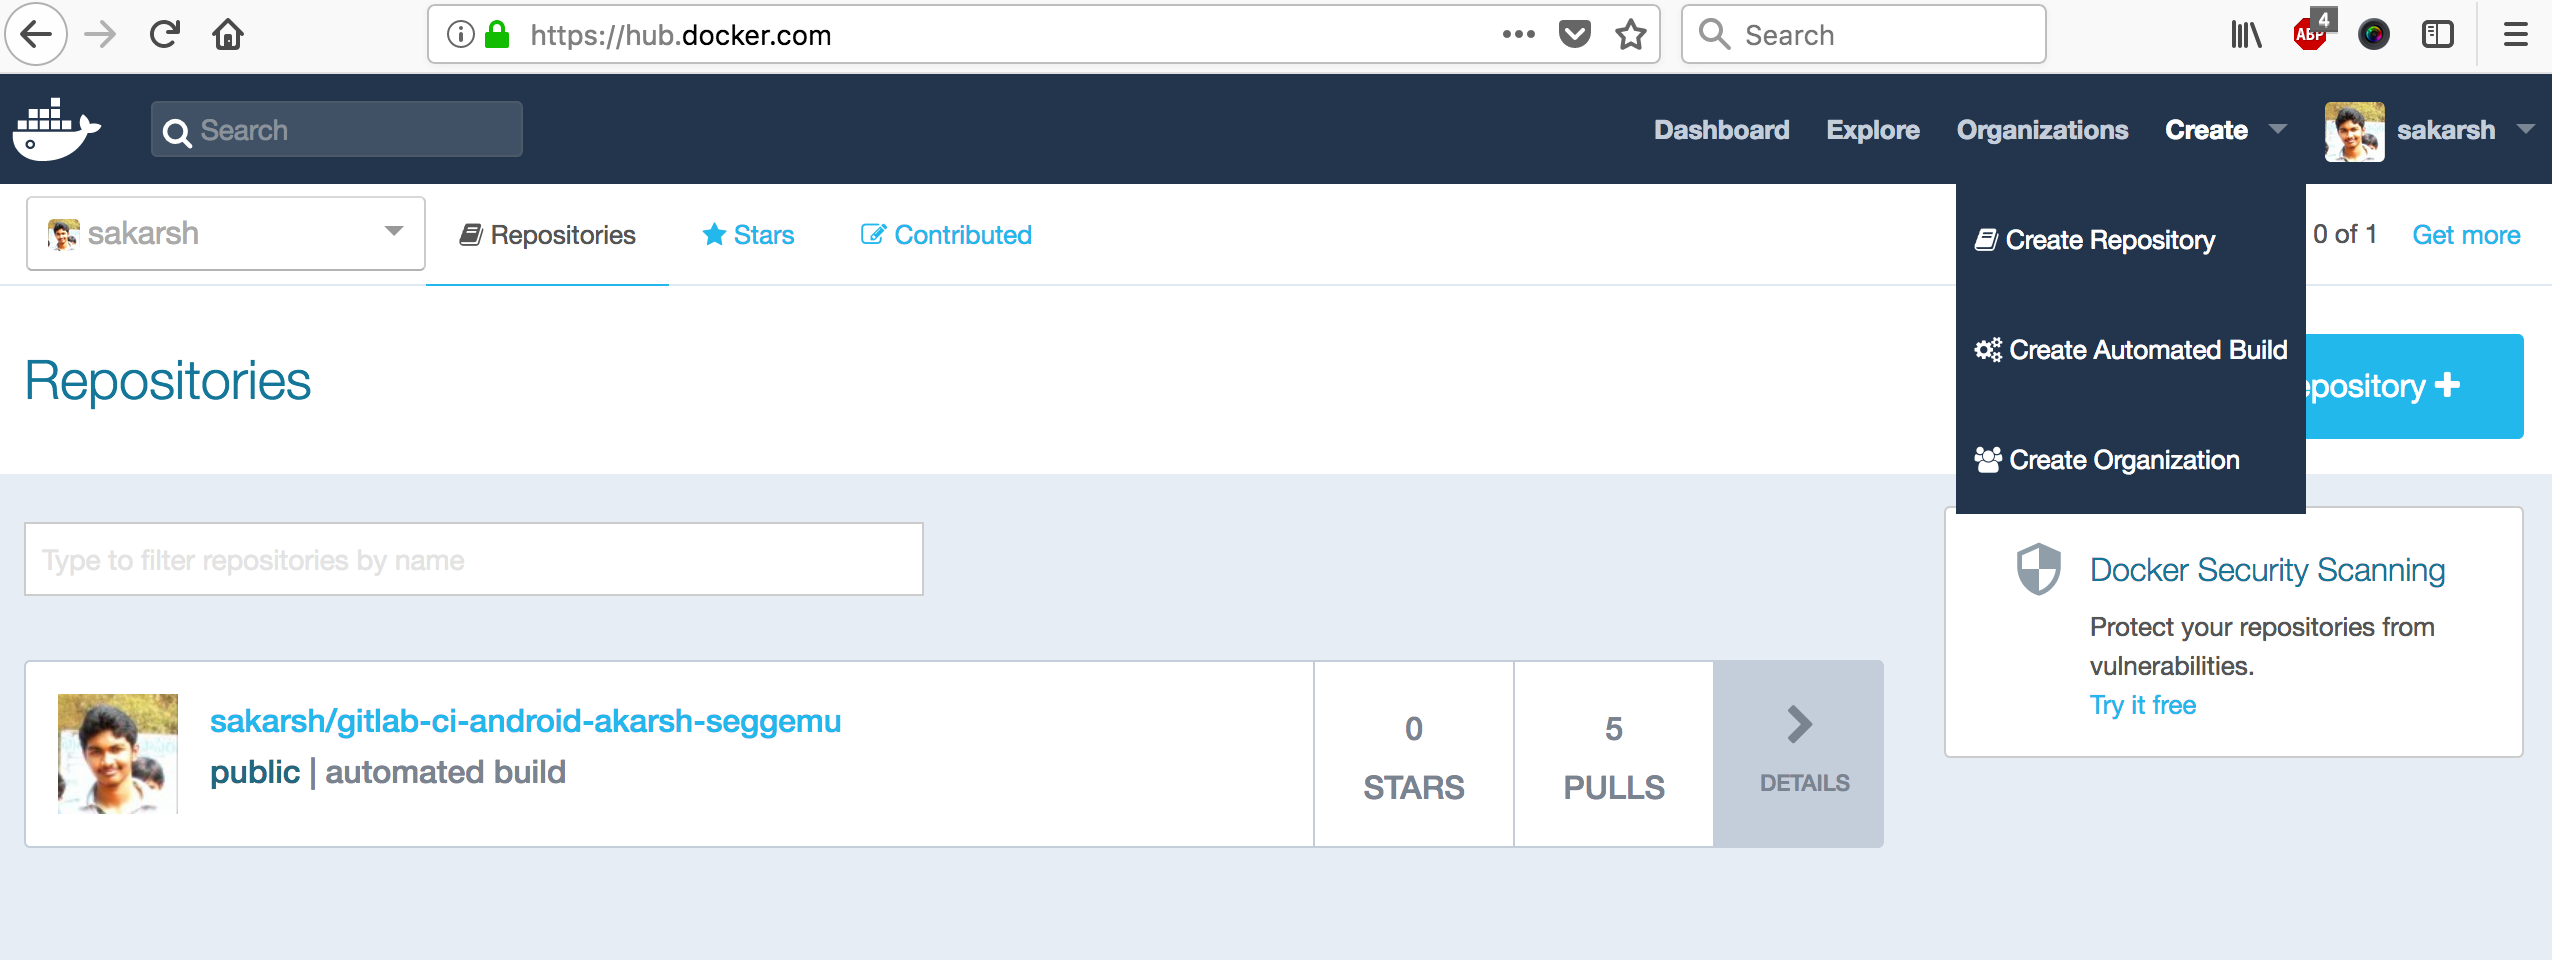 https://hub.docker.com
Search
ABP
4
Search
Dashboard
Explore
Organizations
Create
sakarsh
sakarsh
Repositories
Stars
Contributed
Create Repository
0 of 1
Get more
Repositories
Create Automated Build
epository
Create Organization
Type to filter repositories by name
Docker Security Scanning
Protect your repositories from
vulnerabilities.
Try it free
sakarsh/gitlab-ci-android-akarsh-seggemu
public | automated build
0
STARS
5
PULLS
DETAILS